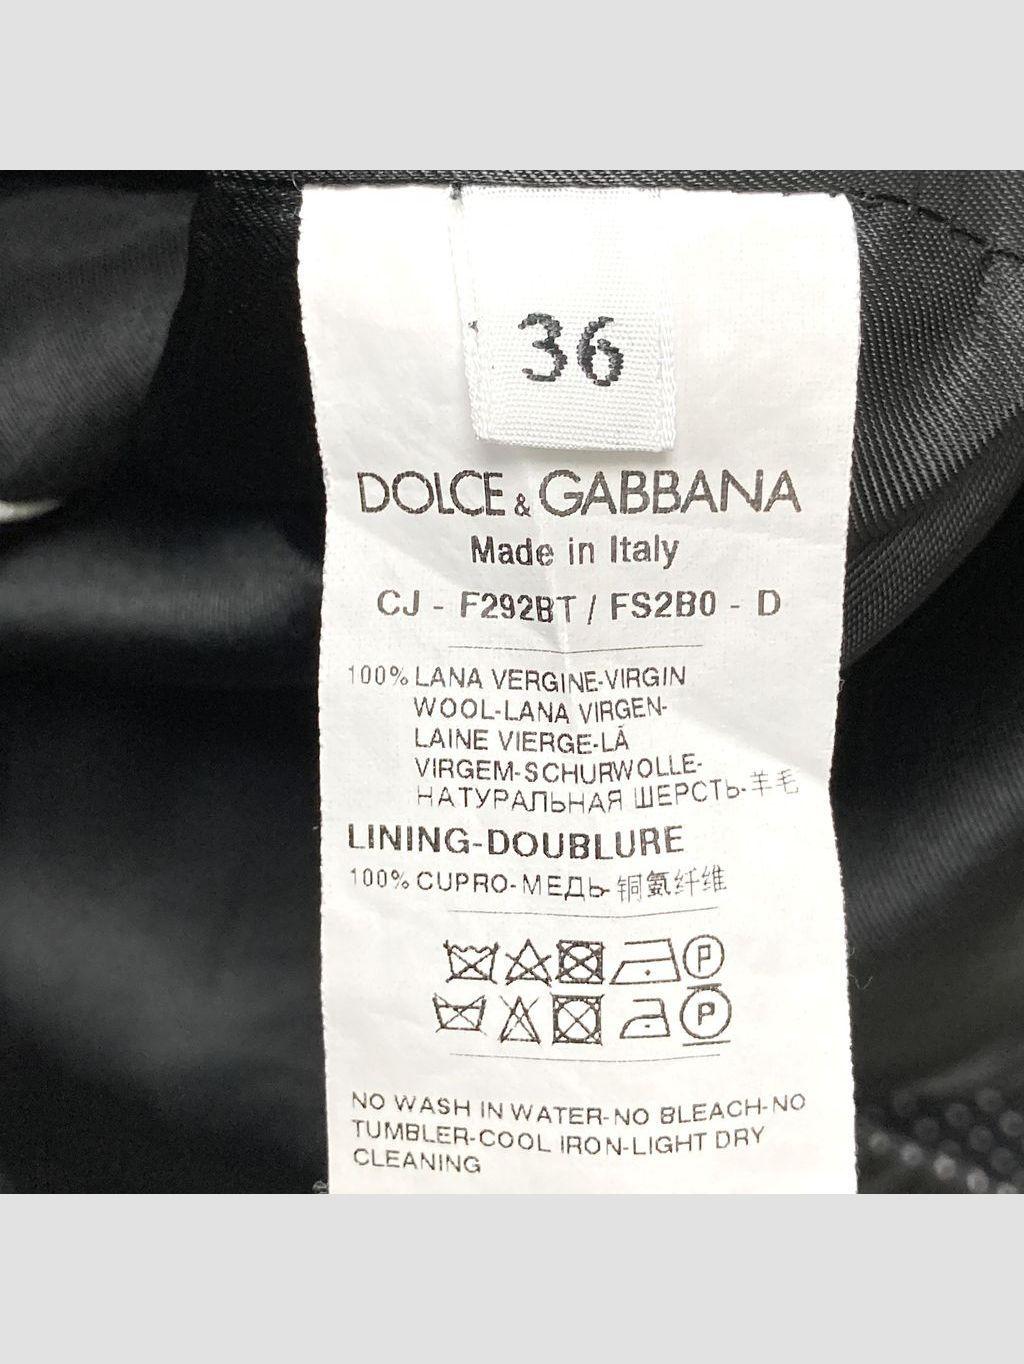 36
DOLCE & GABBANA
Made in Italy
CJ - F292BT / FS2B0 - D
100% LANA VERGINE-VIRGIN
WOOL-LANA VIRGEN-
LAINE VIERGE-LÃ
VIRGEM-SCHURWOLLE-
НАТУРАЛЬНАЯ ШЕРСТЬ-羊毛
LINING-DOUBLURE
100% CUPRO-МЕДЬ-铜氨纤维
P
P
NO WASH IN WATER-NO BLEACH-NO
TUMBLER-COOL IRON-LIGHT DRY
CLEANING